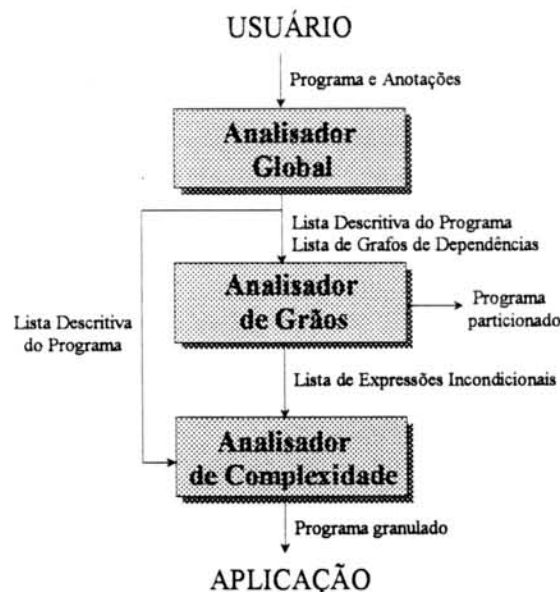 USUÁRIO
Programa e Anotações
Analisador
Global
Lista Descritiva do Programa
Lista de Grafos de Dependências
Analisador
de Grãos
Programa
particionado
Lista Descritiva
do Programa
Lista de Expressões Incondicionais
Analisador
de Complexidade
Programa granulado
APLICAÇÃO